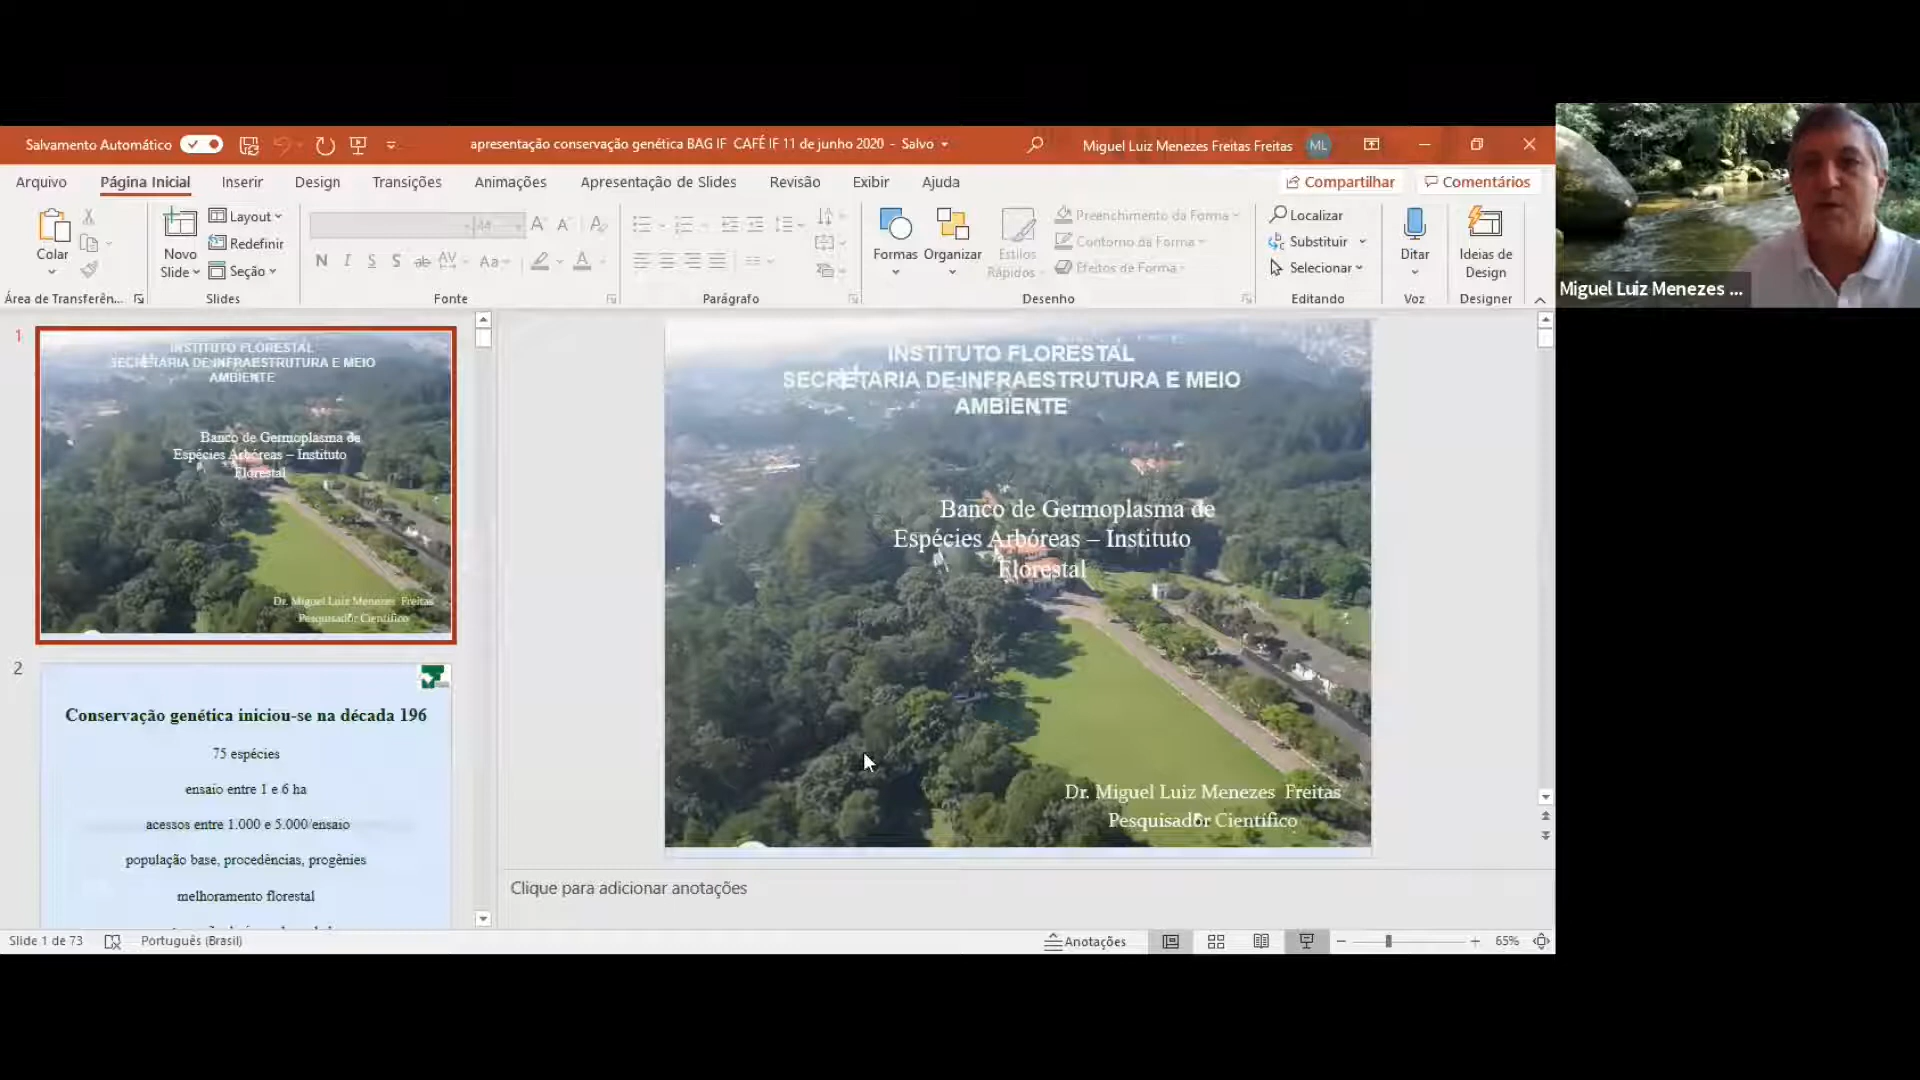 Salvamento Automático
apresentação conservação genética BAG IF CAFÉ IF 11 de junho 2020 - Salvo
Miguel Luiz Menezes Freitas Freitas
ML
Arquivo
Página Inicial
Inserir
Design
Transições
Animações
Apresentação de Slides
Revisão
Exibir
Ajuda
Compartilhar
Comentários
Colar
Novo
Slide
Layout
Redefinir
Seção
44
N I S S ab AV Aa A
Formas
Organizar
Estilos
Rápidos
Preenchimento da Forma
Contorno da Forma
Efeitos de Forma
Localizar
Substituir
Selecionar
Ditar
Ideias de
Design
Área de Transferên...
Slides
Fonte
Parágrafo
Desenho
Editando
Voz
Designer
Miguel Luiz Menezes ...
1
INSTITUTO FLORESTAL
SECRETARIA DE INFRAESTRUTURA E MEIO
AMBIENTE
Banco de Germoplasma de
Espécies Arbóreas – Instituto
Florestal
Dr. Miguel Luiz Menezes Freitas
Pesquisador Científico
2
Conservação genética iniciou-se na década 196
75 espécies
ensaio entre 1 e 6 ha
acessos entre 1.000 e 5.000/ensaio
população base, procedências, progênies
melhoramento florestal
INSTITUTO FLORESTAL
SECRETARIA DE INFRAESTRUTURA E MEIO
AMBIENTE
Banco de Germoplasma de
Espécies Arbóreas – Instituto
Florestal
Dr. Miguel Luiz Menezes Freitas
Pesquisador Científico
Clique para adicionar anotações
Slide 1 de 73
Português (Brasil)
Anotações
65%